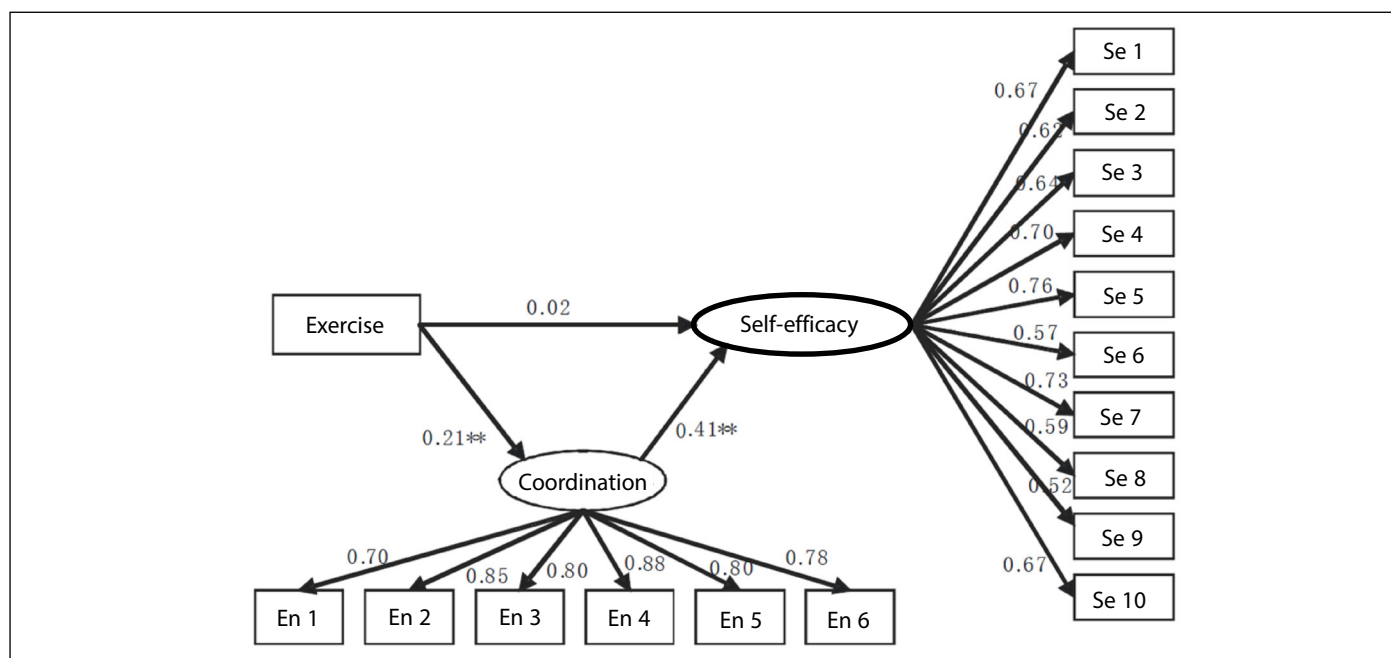 Se 1
0.67
Se 2
0.62
Se 3
0.64
Se 4
0.70
Se 5
0.76
Exercise
0.02
Self-efficacy
Se 6
0.57
Se 7
0.73
0.59
0.21**
0.41**
Se 8
Coordination
0.52
Se 9
0.70
0.85
0.80
0.88
0.80
0.78
0.67
Se 10
En 1
En 2
En 3
En 4
En 5
En 6